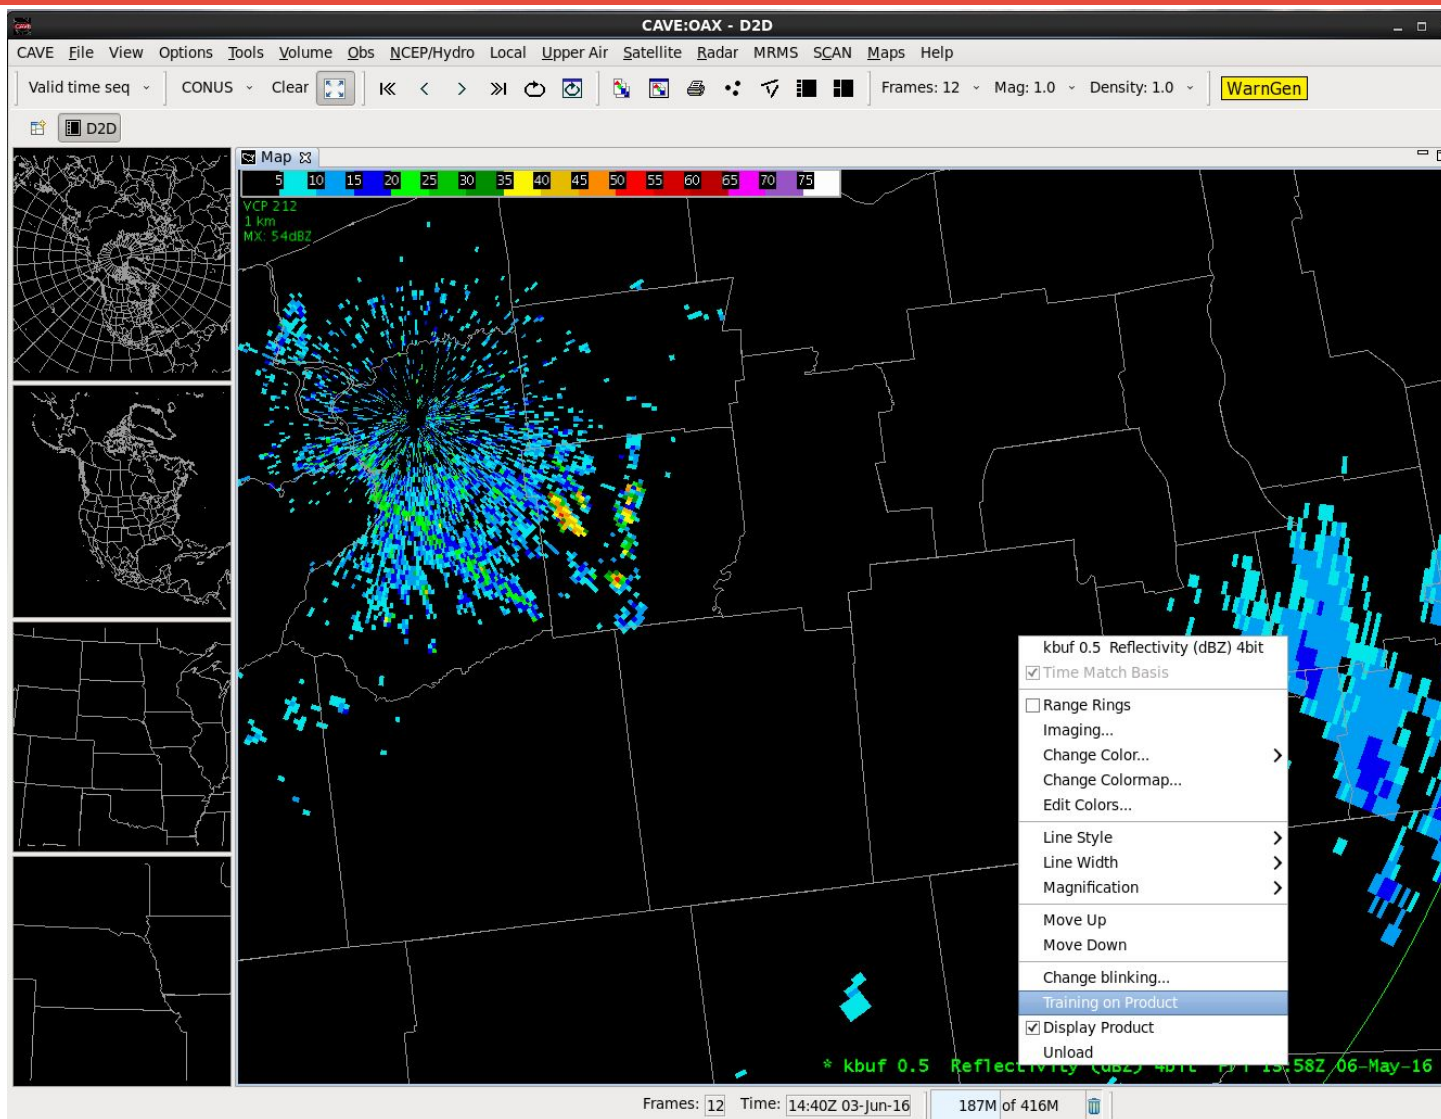 CAVE:OAX - D2D
CAVE File View Options Tools Volume Obs NCEP/Hydro Local Upper Air Satellite Radar MRMS SCAN Maps Help
Valid time seq CONUS Clear Frames: 12 Mag: 1.0 Density: 1.0 WarnGen
D2D
Map
5 10 15 20 25 30 35 40 45 50 55 60 65 70 75
VCP 212
1 km
MX: 54dBZ
kbuf 0.5 Reflectivity (dBZ) 4bit
Time Match Basis
Range Rings
Imaging...
Change Color...
Change Colormap...
Edit Colors...
Line Style
Line Width
Magnification
Move Up
Move Down
Change blinking...
Training on Product
Display Product
Unload
* kbuf 0.5 Reflectivity (dBZ) 4bit Fri 13:58Z 06-May-16
Frames: 12 Time: 14:40Z 03-Jun-16 187M of 416M